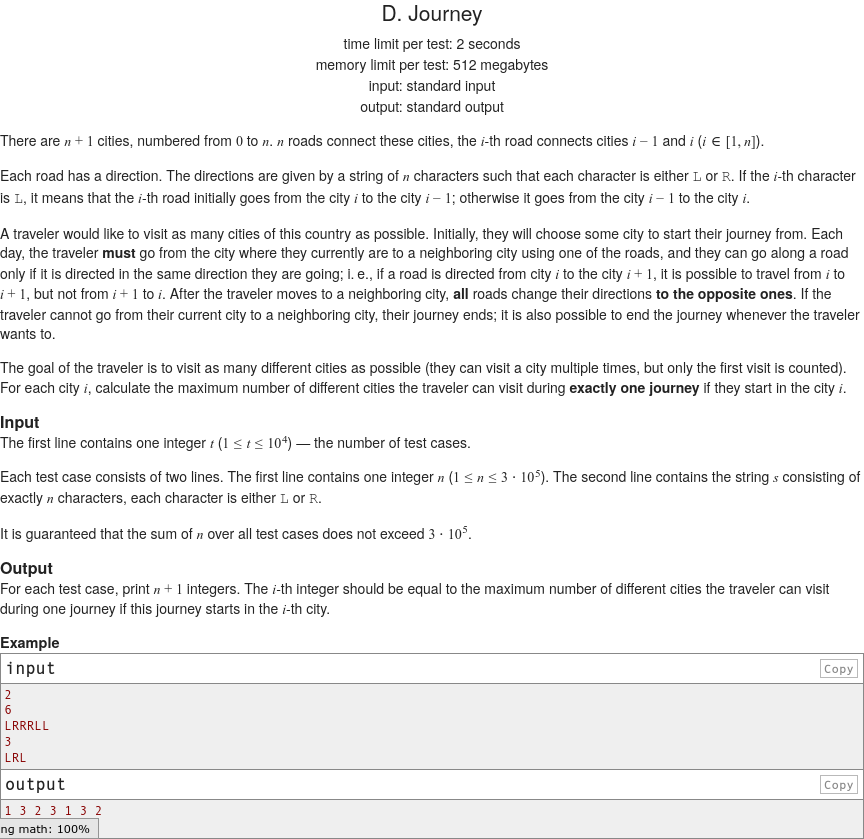 D. Journey
time limit per test: 2 seconds
memory limit per test: 512 megabytes
input: standard input
output: standard output
There are n + 1 cities, numbered from 0 to n. n roads connect these cities, the i-th road connects cities i − 1 and i (i ∈ [1, n]).
Each road has a direction. The directions are given by a string of n characters such that each character is either L or R. If the i-th character
is L, it means that the i-th road initially goes from the city i to the city i − 1; otherwise it goes from the city i − 1 to the city i.
A traveler would like to visit as many cities of this country as possible. Initially, they will choose some city to start their journey from. Each
day, the traveler must go from the city where they currently are to a neighboring city using one of the roads, and they can go along a road
only if it is directed in the same direction they are going; i. e., if a road is directed from city i to the city i + 1, it is possible to travel from i to
i + 1, but not from i + 1 to i. After the traveler moves to a neighboring city, all roads change their directions to the opposite ones. If the
traveler cannot go from their current city to a neighboring city, their journey ends; it is also possible to end the journey whenever the traveler
wants to.
The goal of the traveler is to visit as many different cities as possible (they can visit a city multiple times, but only the first visit is counted).
For each city i, calculate the maximum number of different cities the traveler can visit during exactly one journey if they start in the city i.
Input
The first line contains one integer t (1 ≤ t ≤ 10⁴) — the number of test cases.
Each test case consists of two lines. The first line contains one integer n (1 ≤ n ≤ 3 · 10⁵). The second line contains the string s consisting of
exactly n characters, each character is either L or R.
It is guaranteed that the sum of n over all test cases does not exceed 3 · 10⁵.
Output
For each test case, print n + 1 integers. The i-th integer should be equal to the maximum number of different cities the traveler can visit
during one journey if this journey starts in the i-th city.
Example
input
Copy
2
6
LRRRLL
3
LRL
output
Copy
1 3 2 3 1 3 2
ng math: 100%